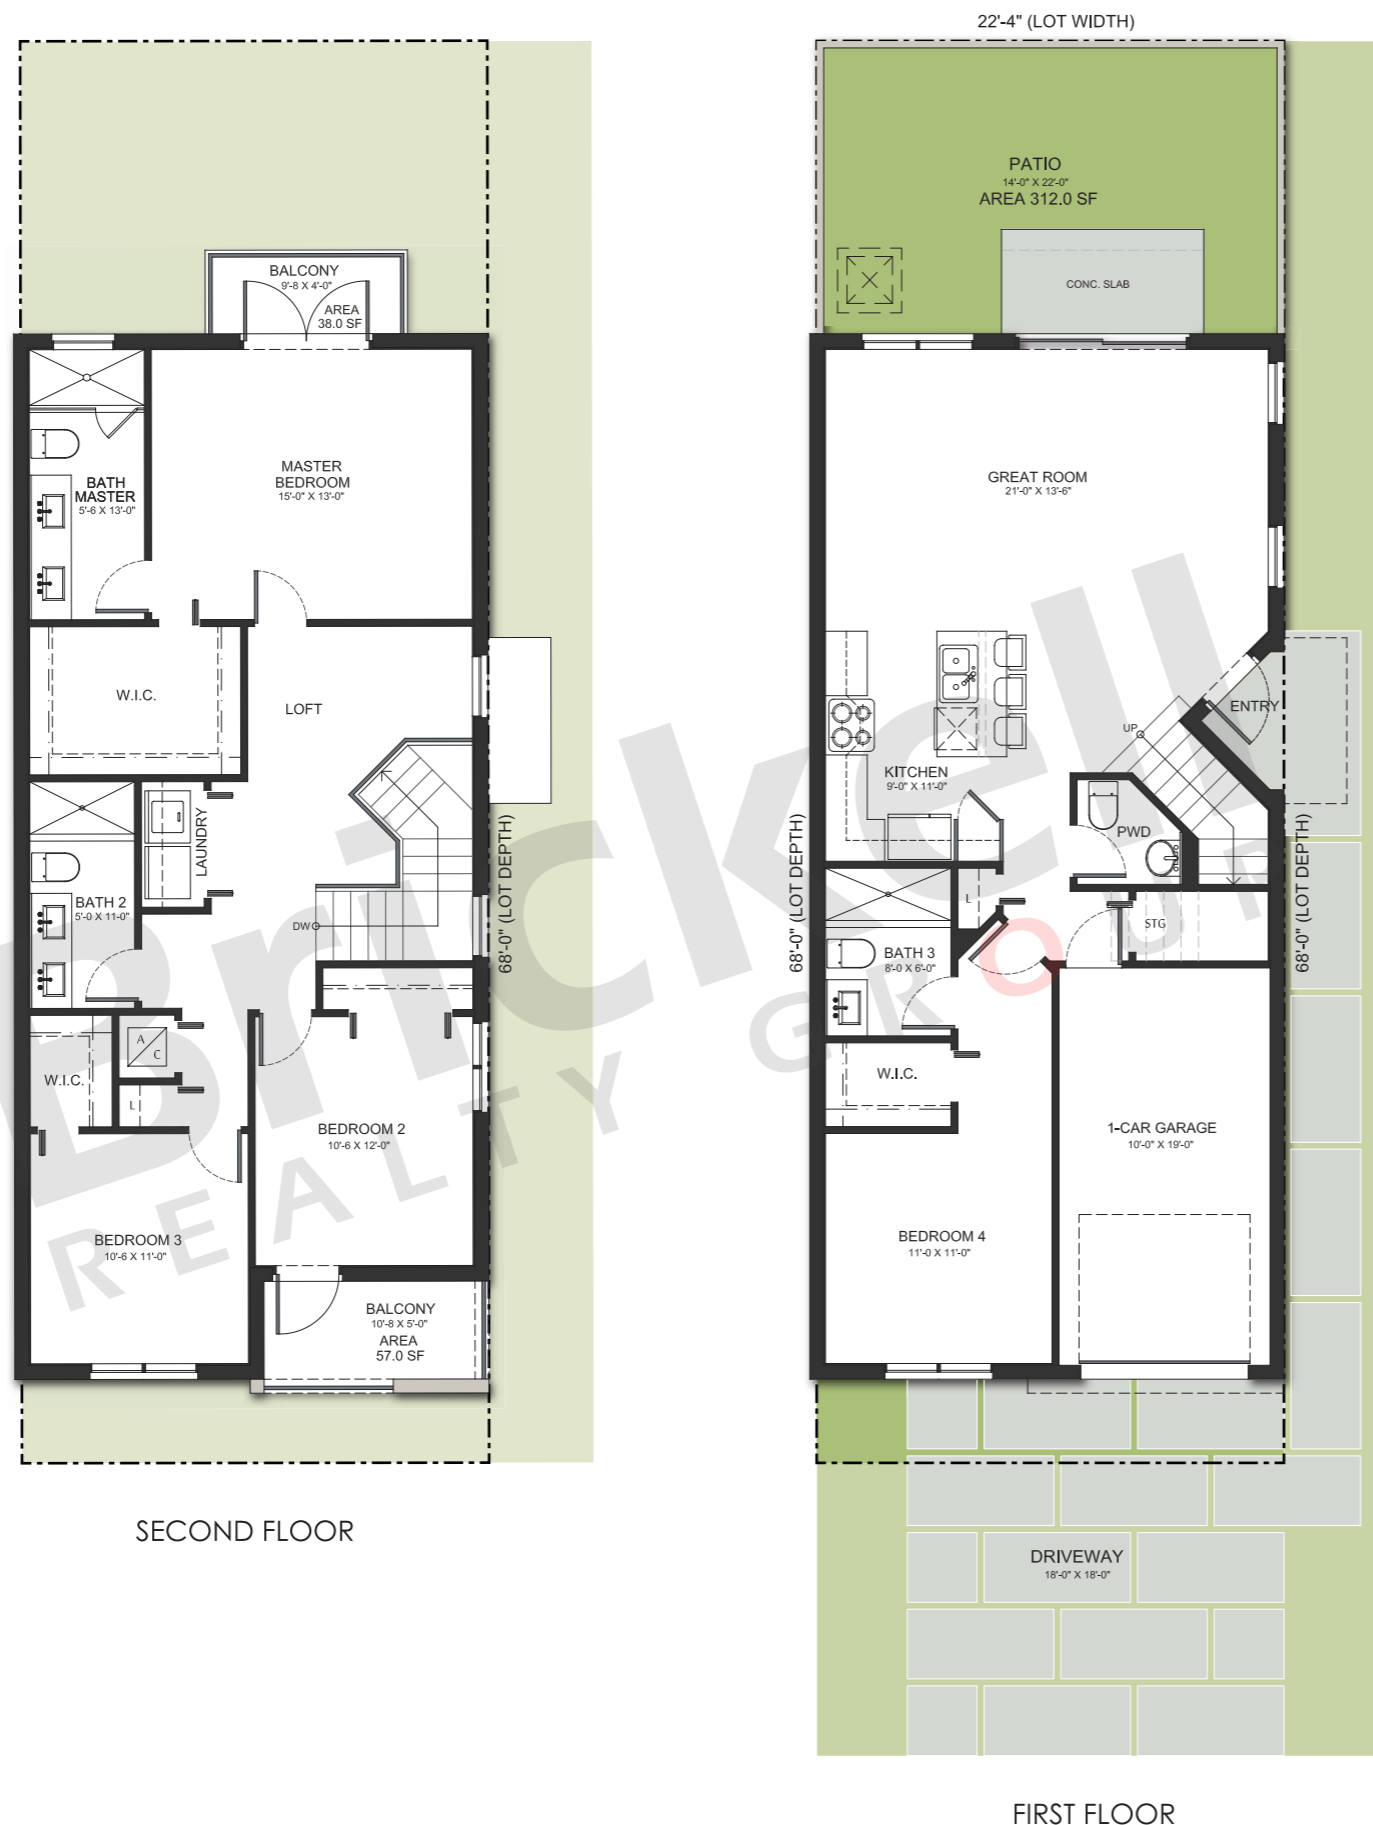 22'-4" (LOT WIDTH)
PATIO
14'-0" X 22'-0"
AREA 312.0 SF
CONC. SLAB
BALCONY
9'-8 X 4'-0"
AREA
38.0 SF
MASTER
BEDROOM
15'-0" X 13'-0"
BATH
MASTER
5'-6 X 13'-0"
W.I.C.
LOFT
LAUNDRY
BATH 2
5'-0 X 11'-0"
DW
68'-0" (LOT DEPTH)
A
C
W.I.C.
L
BEDROOM 2
10'-6 X 12'-0"
BEDROOM 3
10'-6 X 11'-0"
BALCONY
10'-8 X 5'-0"
AREA
57.0 SF
SECOND FLOOR
GREAT ROOM
21'-0" X 13'-6"
ENTRY
UP
KITCHEN
9'-0" X 11'-0"
PWD
68'-0" (LOT DEPTH)
68'-0" (LOT DEPTH)
L
STG
BATH 3
8'-0 X 6'-0"
W.I.C.
1-CAR GARAGE
10'-0" X 19'-0"
BEDROOM 4
11'-0 X 11'-0"
DRIVEWAY
18'-0" X 18'-0"
FIRST FLOOR
Brickell
REALTY GROUP